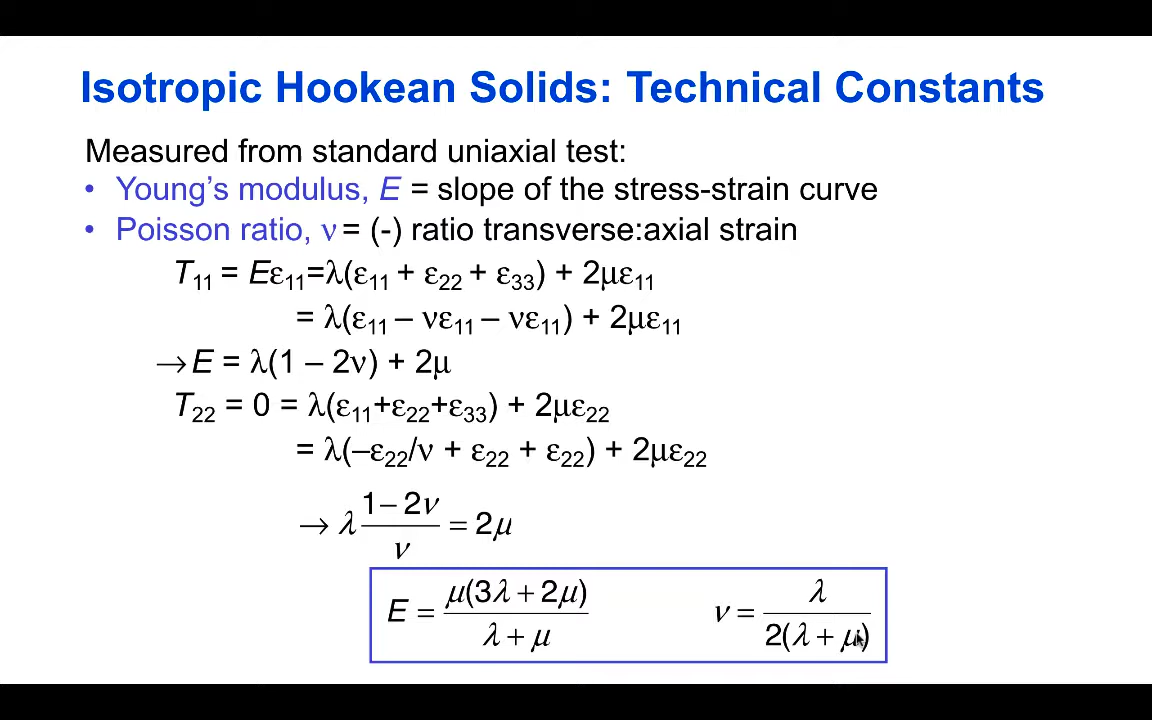 Isotropic Hookean Solids: Technical Constants
Measured from standard uniaxial test:
• Young's modulus, E = slope of the stress-strain curve
• Poisson ratio, ν = (-) ratio transverse:axial strain
T₁₁ = Eε₁₁=λ(ε₁₁ + ε₂₂ + ε₃₃) + 2με₁₁
= λ(ε₁₁ – νε₁₁ – νε₁₁) + 2με₁₁
→E = λ(1 – 2ν) + 2μ
T₂₂ = 0 = λ(ε₁₁+ε₂₂+ε₃₃) + 2με₂₂
= λ(–ε₂₂/ν + ε₂₂ + ε₂₂) + 2με₂₂
→ λ (1 – 2ν)/ν = 2μ
E = μ(3λ + 2μ)/(λ + μ) ν = λ/2(λ + μ)